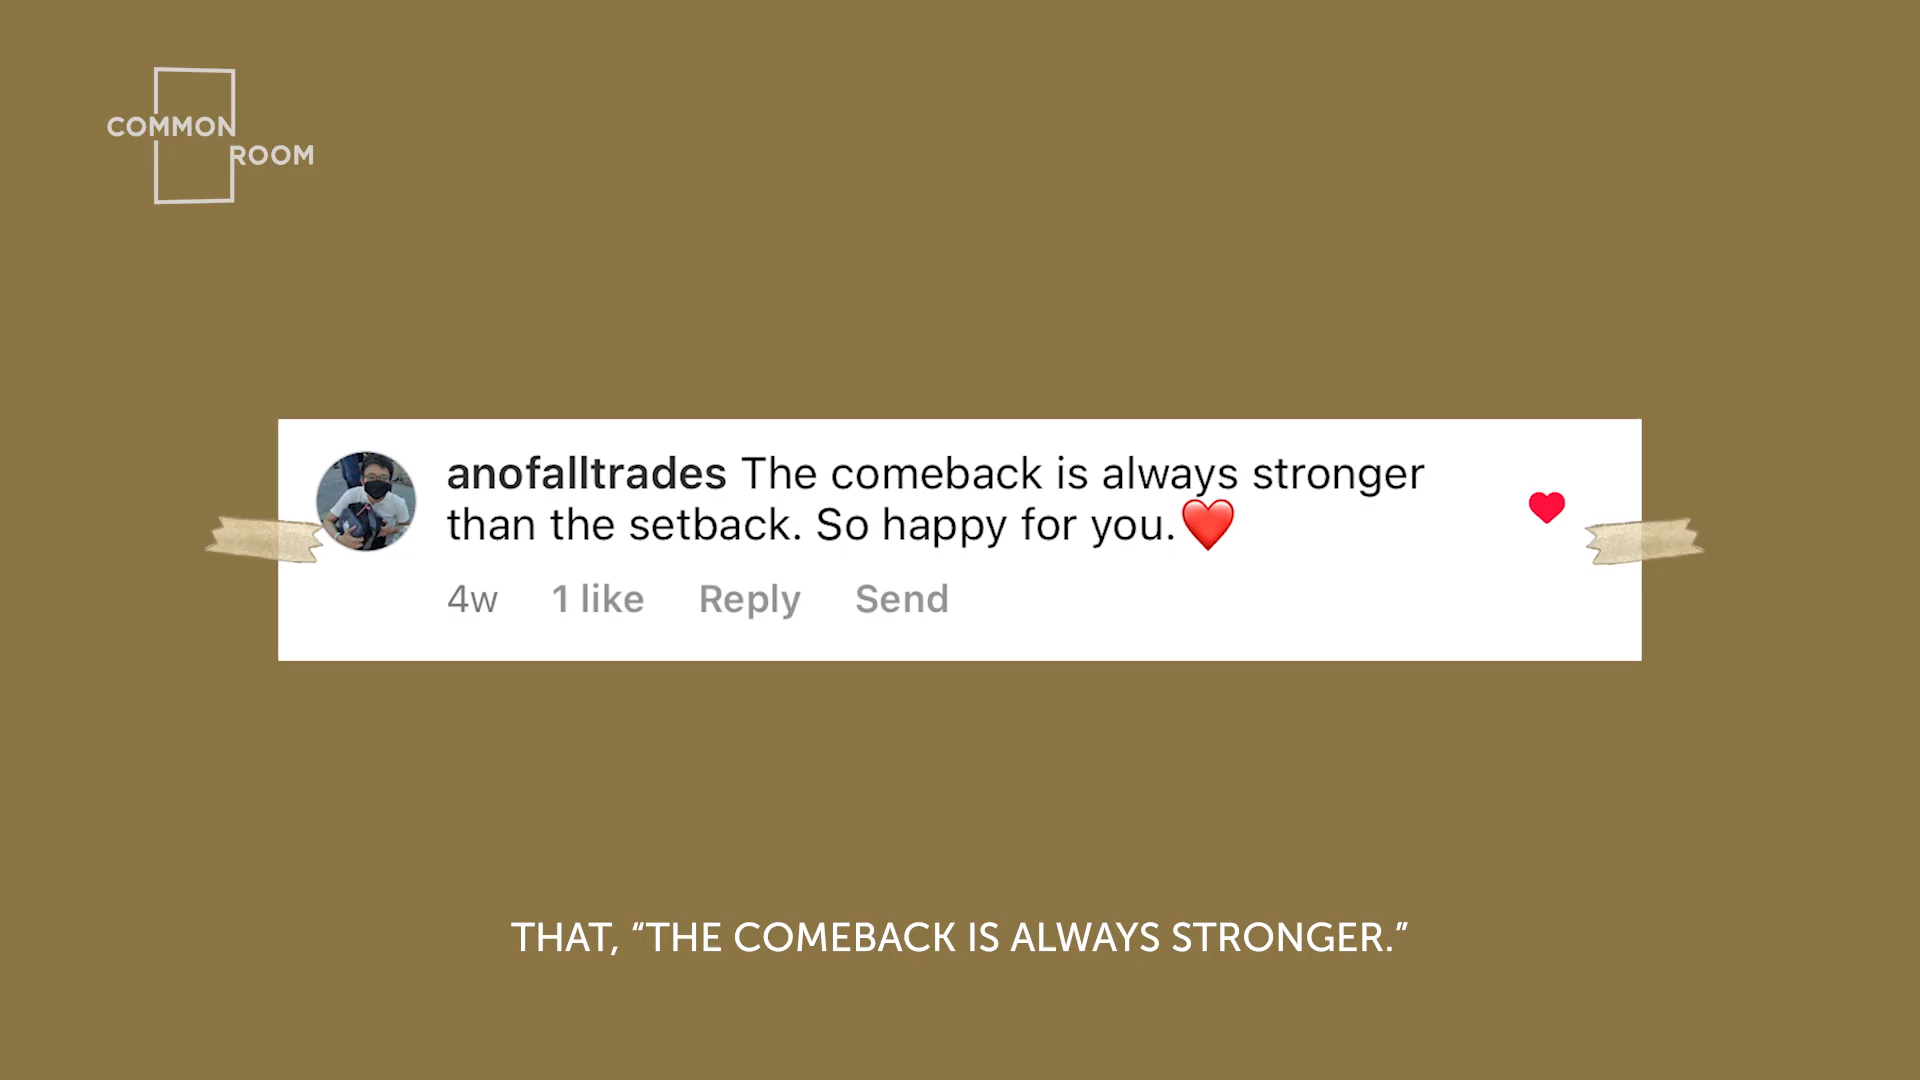 COMMON
ROOM
anofalltrades The comeback is always stronger
than the setback. So happy for you.❤️
4w 1 like Reply Send
THAT, “THE COMEBACK IS ALWAYS STRONGER.”